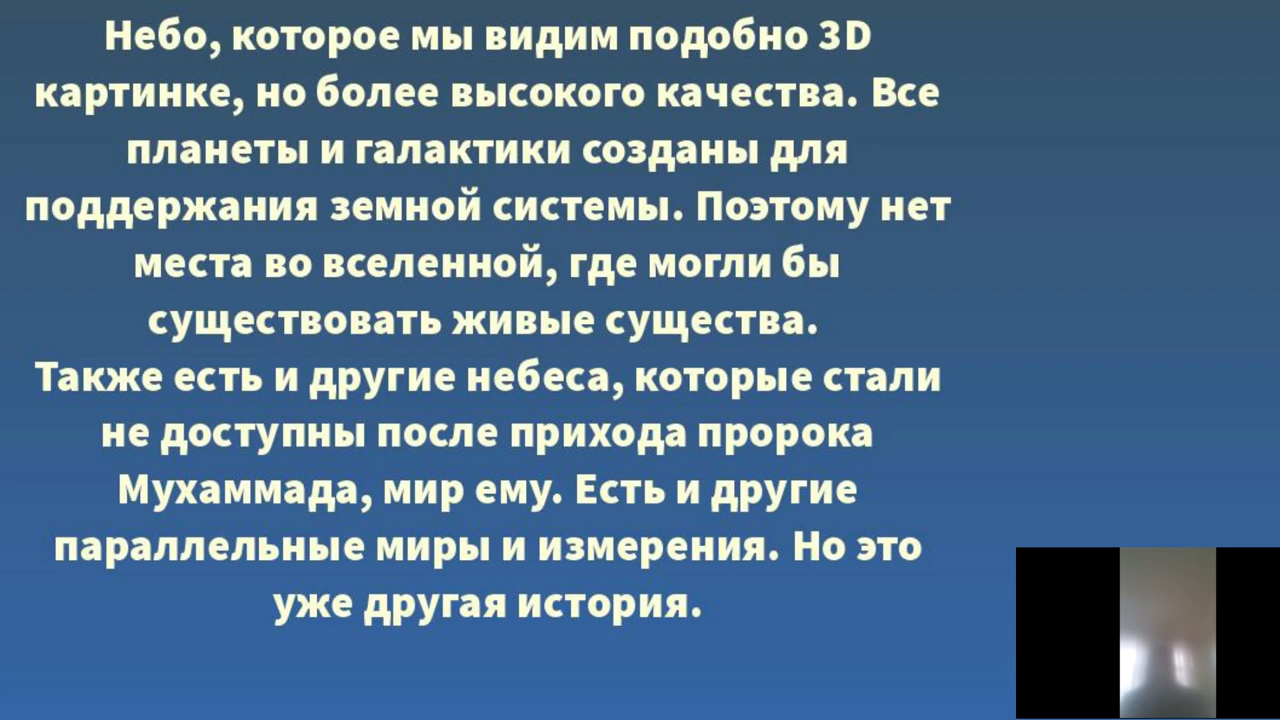 Небо, которое мы видим подобно 3D
картинке, но более высокого качества. Все
планеты и галактики созданы для
поддержания земной системы. Поэтому нет
места во вселенной, где могли бы
существовать живые существа.
Также есть и другие небеса, которые стали
не доступны после прихода пророка
Мухаммада, мир ему. Есть и другие
параллельные миры и измерения. Но это
уже другая история.